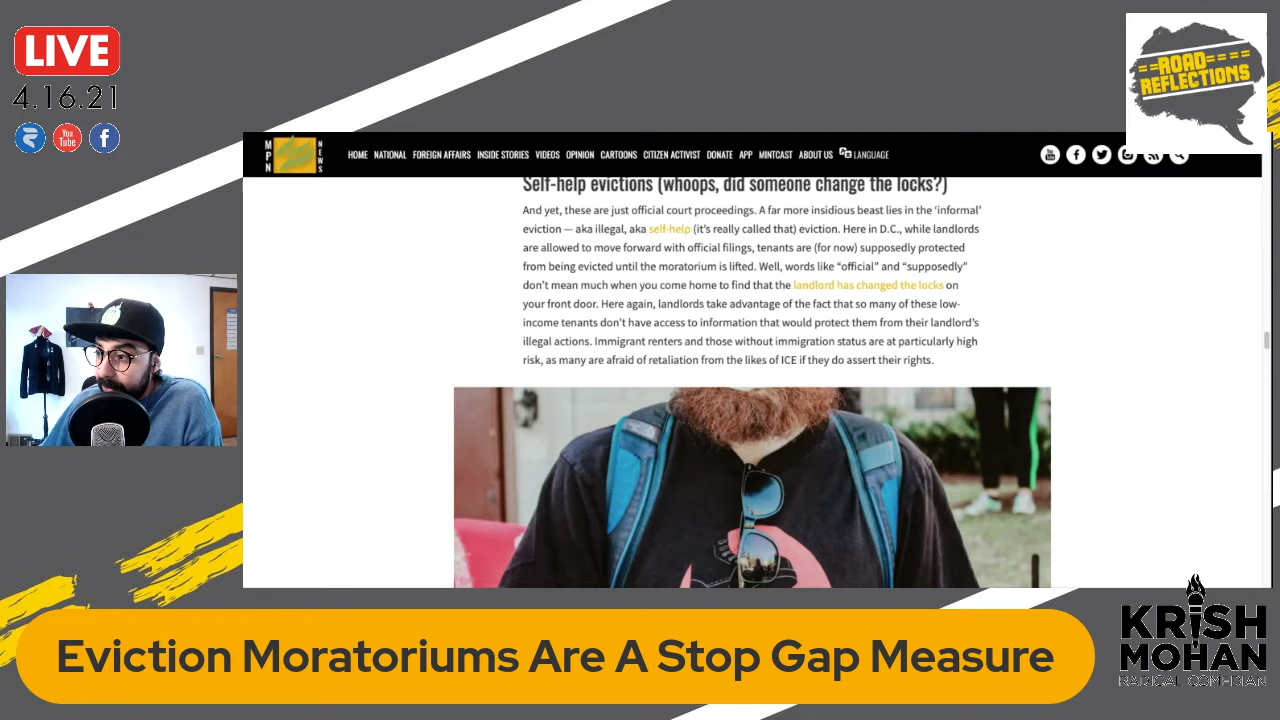 LIVE
4.16.21
You
Tube
f
==ROAD====
REFLECTIONS
MPN
NEWS
HOME NATIONAL FOREIGN AFFAIRS INSIDE STORIES VIDEOS OPINION CARTOONS CITIZEN ACTIVIST DONATE APP MINTCAST ABOUT US LANGUAGE
Self-help evictions (whoops, did someone change the locks?)
And yet, these are just official court proceedings. A far more insidious beast lies in the ‘informal’
eviction — aka illegal, aka self-help (it’s really called that) eviction. Here in D.C., while landlords
are allowed to move forward with official filings, tenants are (for now) supposedly protected
from being evicted until the moratorium is lifted. Well, words like “official” and “supposedly”
don’t mean much when you come home to find that the landlord has changed the locks on
your front door. Here again, landlords take advantage of the fact that so many of these low-
income tenants don’t have access to information that would protect them from their landlord’s
illegal actions. Immigrant renters and those without immigration status are at particularly high
risk, as many are afraid of retaliation from the likes of ICE if they do assert their rights.
Eviction Moratoriums Are A Stop Gap Measure
KRISH
MOHAN
RADICAL COMEDIAN